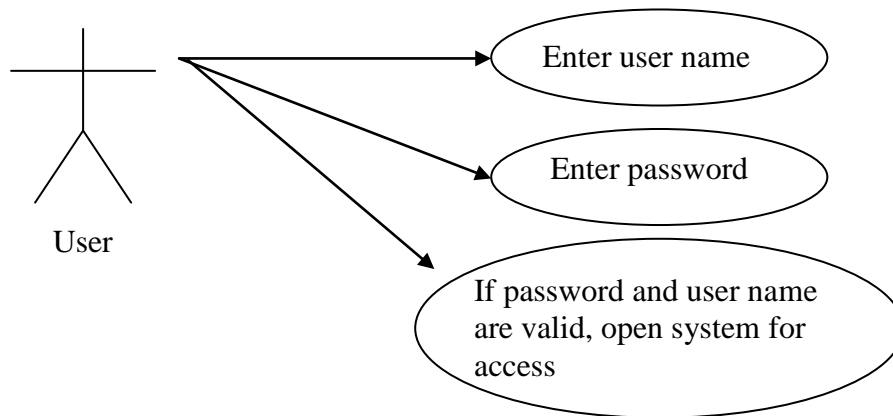 Enter user name
Enter password
User
If password and user name
are valid, open system for
access